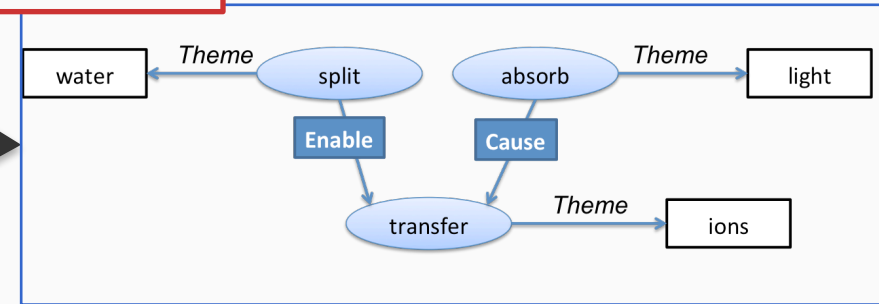 Theme
Theme
water
split
absorb
light
Enable
Cause
Theme
transfer
ions